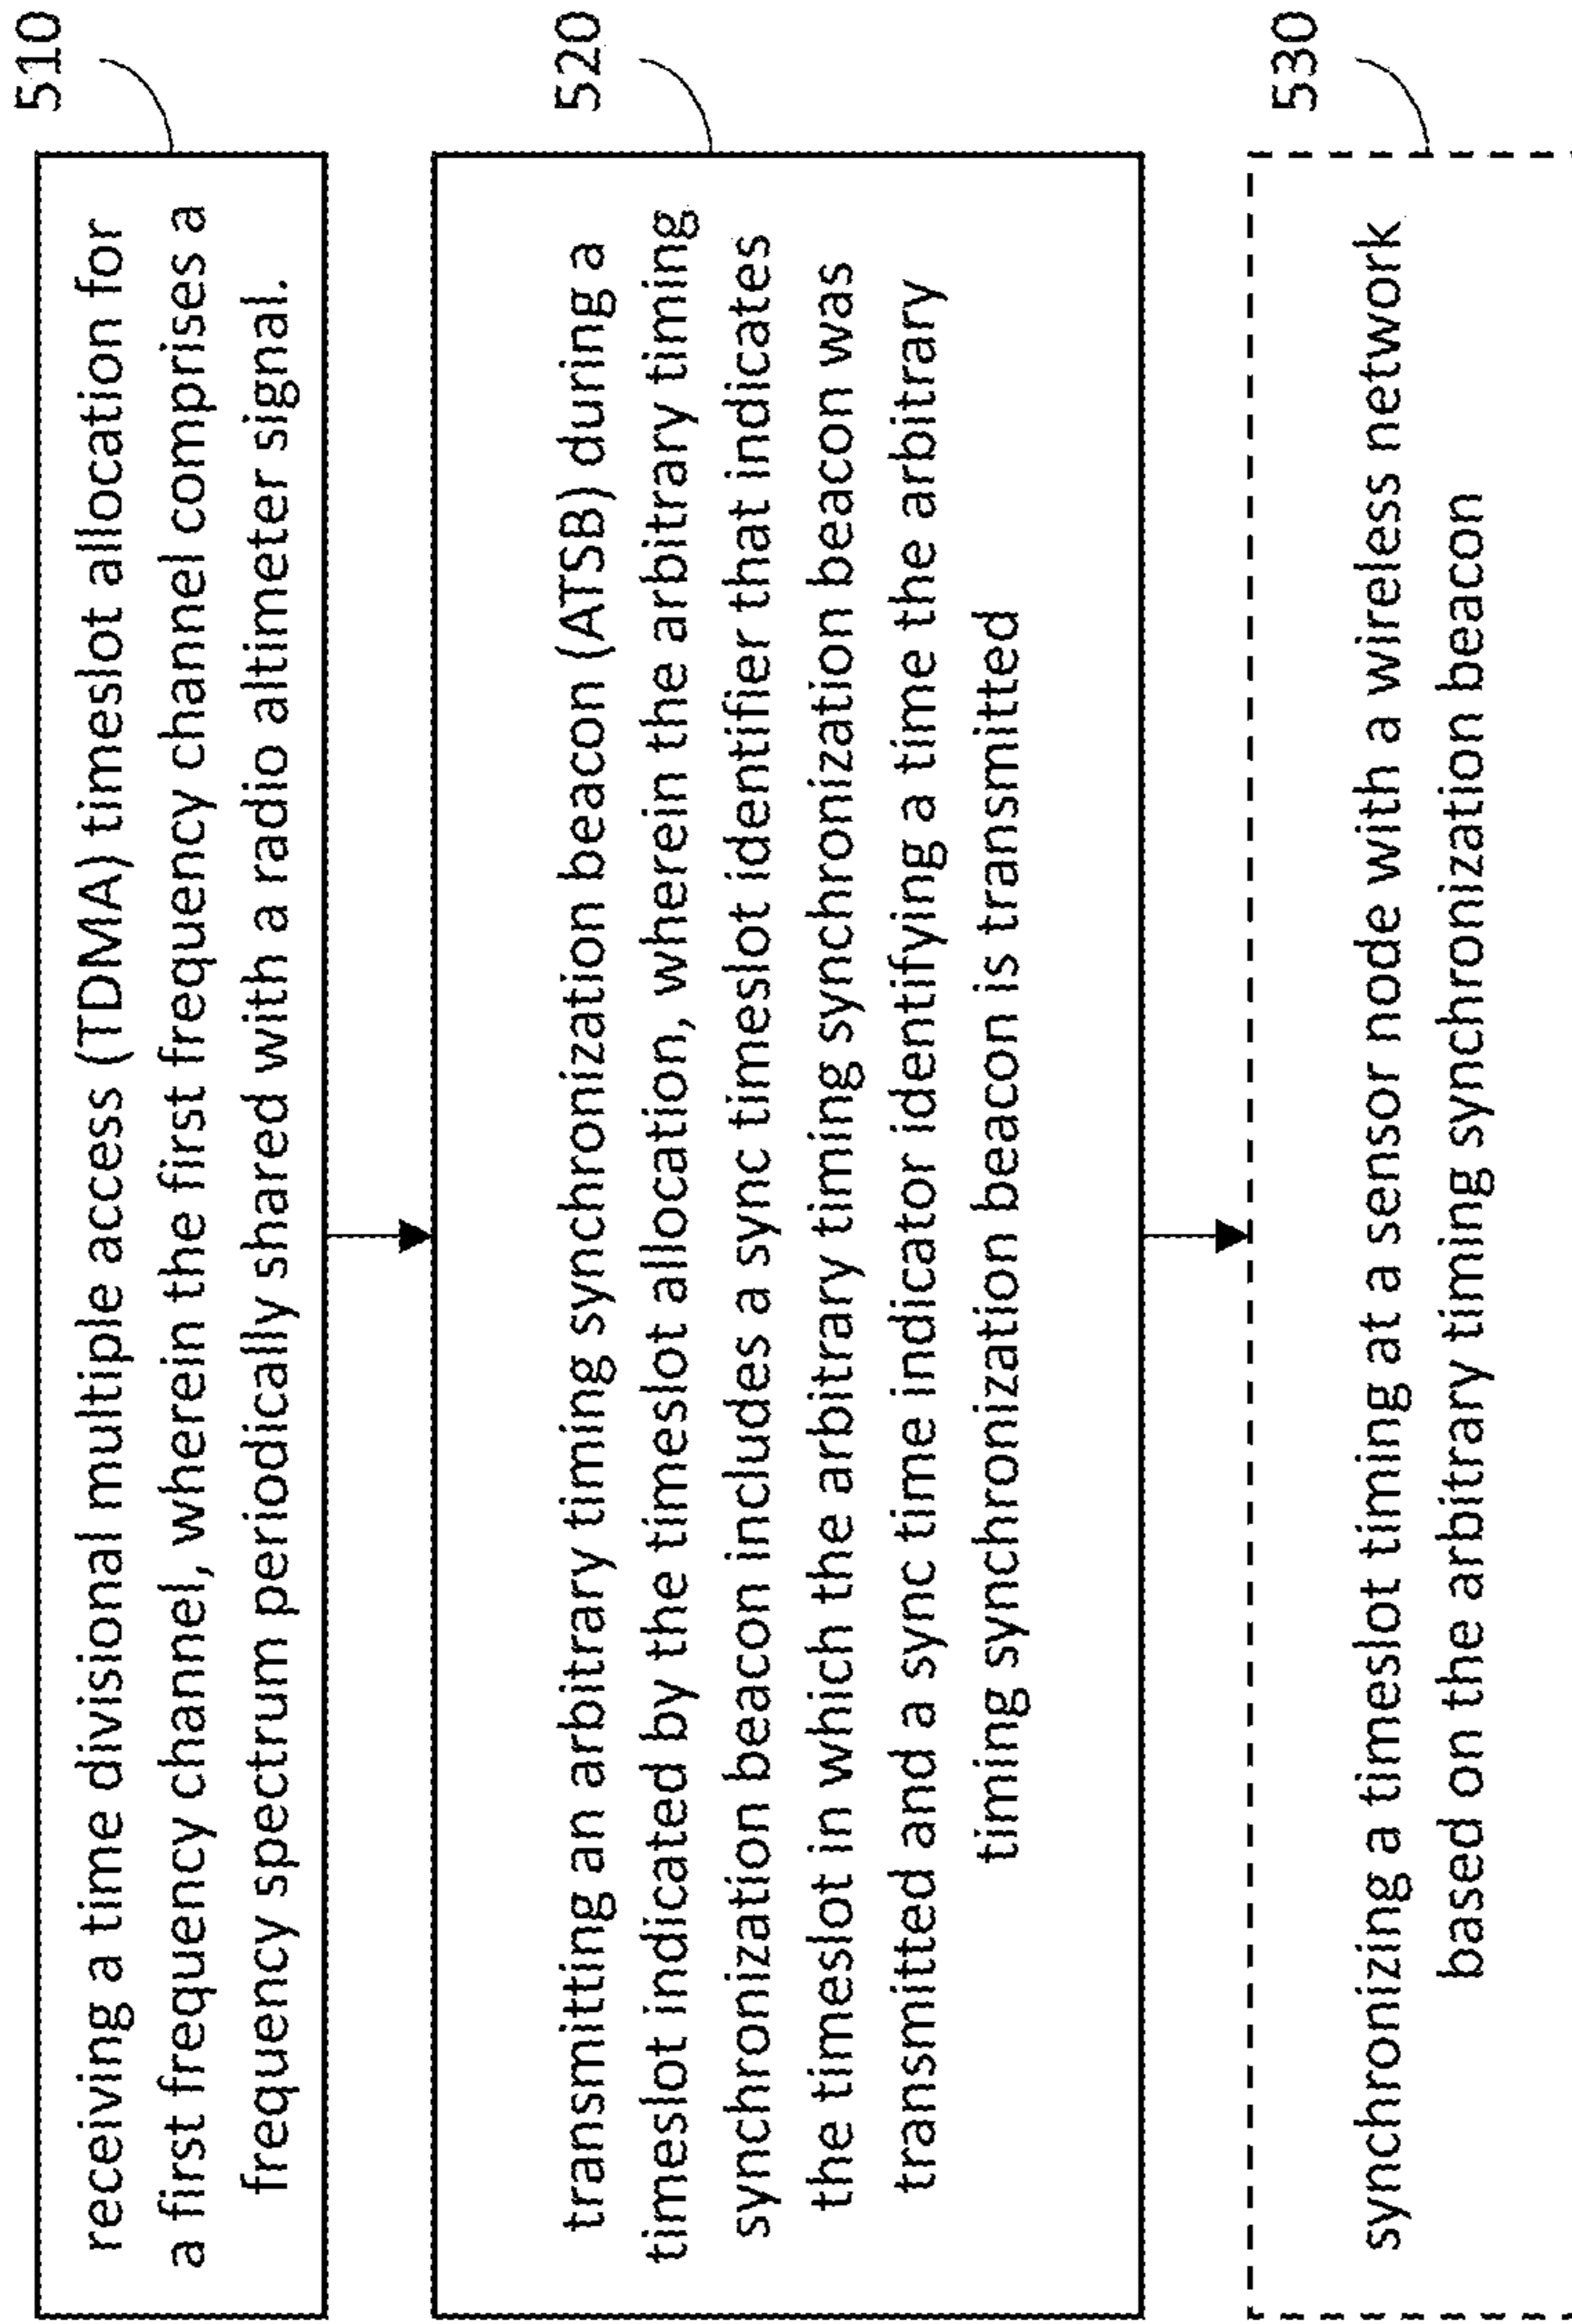 510
receiving a time divisional multiple access (TDMA) timeslot allocation for
a first frequency channel, wherein the first frequency channel comprises a
frequency spectrum periodically shared with a radio altimeter signal.
520
transmitting an arbitrary timing synchronization beacon (ATSB) during a
timeslot indicated by the timeslot allocation, wherein the arbitrary timing
synchronization beacon includes a sync timeslot identifier that indicates
the timeslot in which the arbitrary timing synchronization beacon was
transmitted and a sync time indicator identifying a time the arbitrary
timing synchronization beacon is transmitted
530
synchronizing a timeslot timing at a sensor node with a wireless network
based on the arbitrary timing synchronization beacon